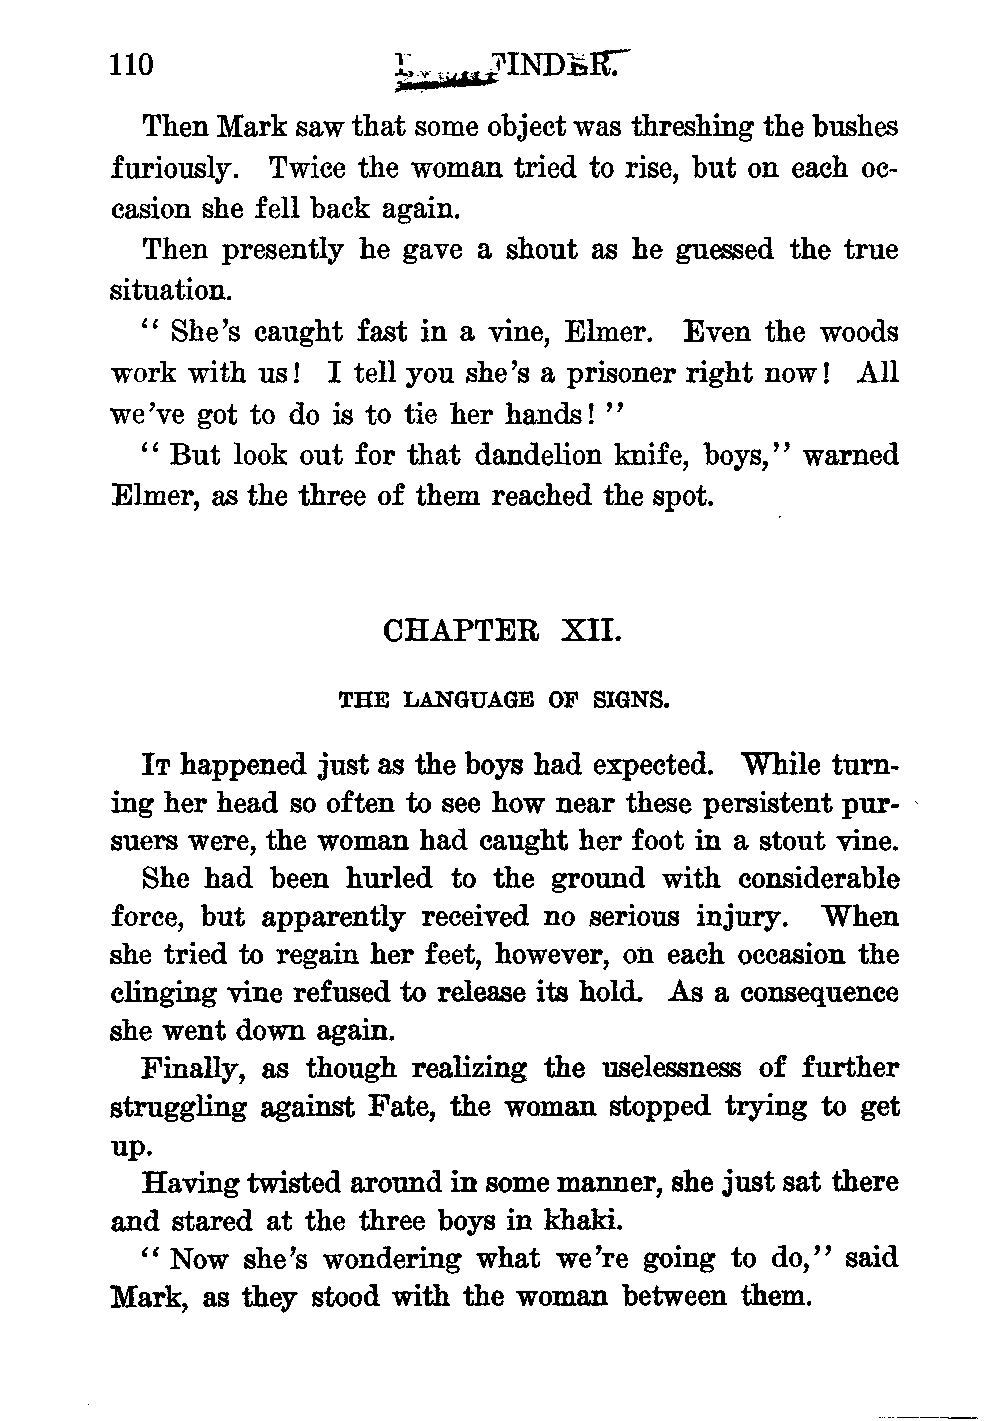 110 FINDER.
Then Mark saw that some object was threshing the bushes
furiously. Twice the woman tried to rise, but on each oc-
casion she fell back again.
Then presently he gave a shout as he guessed the true
situation.
“ She’s caught fast in a vine, Elmer. Even the woods
work with us! I tell you she’s a prisoner right now! All
we’ve got to do is to tie her hands! ”
“ But look out for that dandelion knife, boys,” warned
Elmer, as the three of them reached the spot.
CHAPTER XII.
THE LANGUAGE OF SIGNS.
IT happened just as the boys had expected. While turn-
ing her head so often to see how near these persistent pur-
suers were, the woman had caught her foot in a stout vine.
She had been hurled to the ground with considerable
force, but apparently received no serious injury. When
she tried to regain her feet, however, on each occasion the
clinging vine refused to release its hold. As a consequence
she went down again.
Finally, as though realizing the uselessness of further
struggling against Fate, the woman stopped trying to get
up.
Having twisted around in some manner, she just sat there
and stared at the three boys in khaki.
“ Now she’s wondering what we’re going to do,” said
Mark, as they stood with the woman between them.